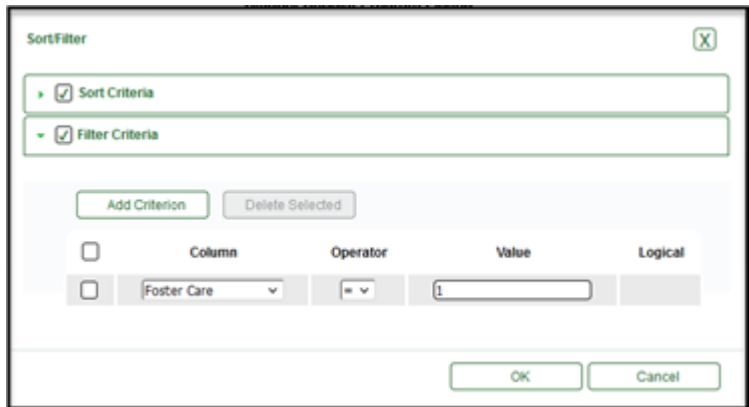 Sort/Filter X
Sort Criteria
Filter Criteria
Add Criterion Delete Selected
Column Operator Value Logical
Foster Care = 1
OK Cancel